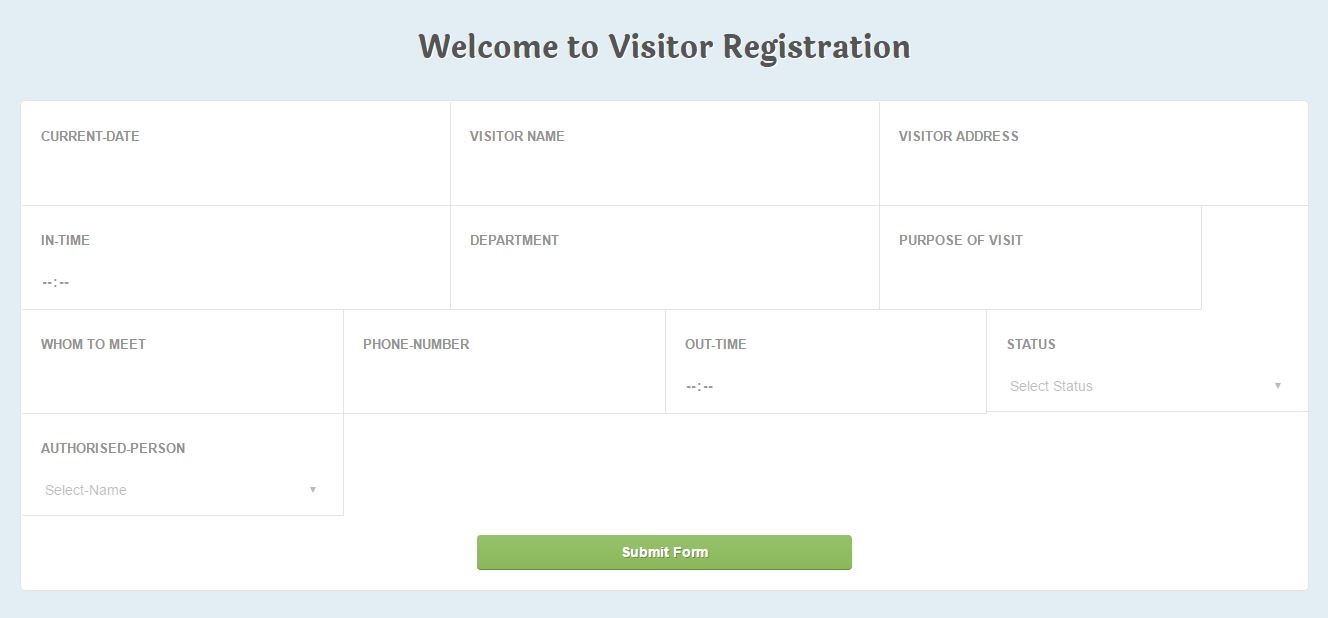 Welcome to Visitor Registration
CURRENT-DATE
VISITOR NAME
VISITOR ADDRESS
IN-TIME
DEPARTMENT
PURPOSE OF VISIT
--:--
WHOM TO MEET
PHONE-NUMBER
OUT-TIME
STATUS
--:--
Select Status
AUTHORISED-PERSON
Select-Name
Submit Form